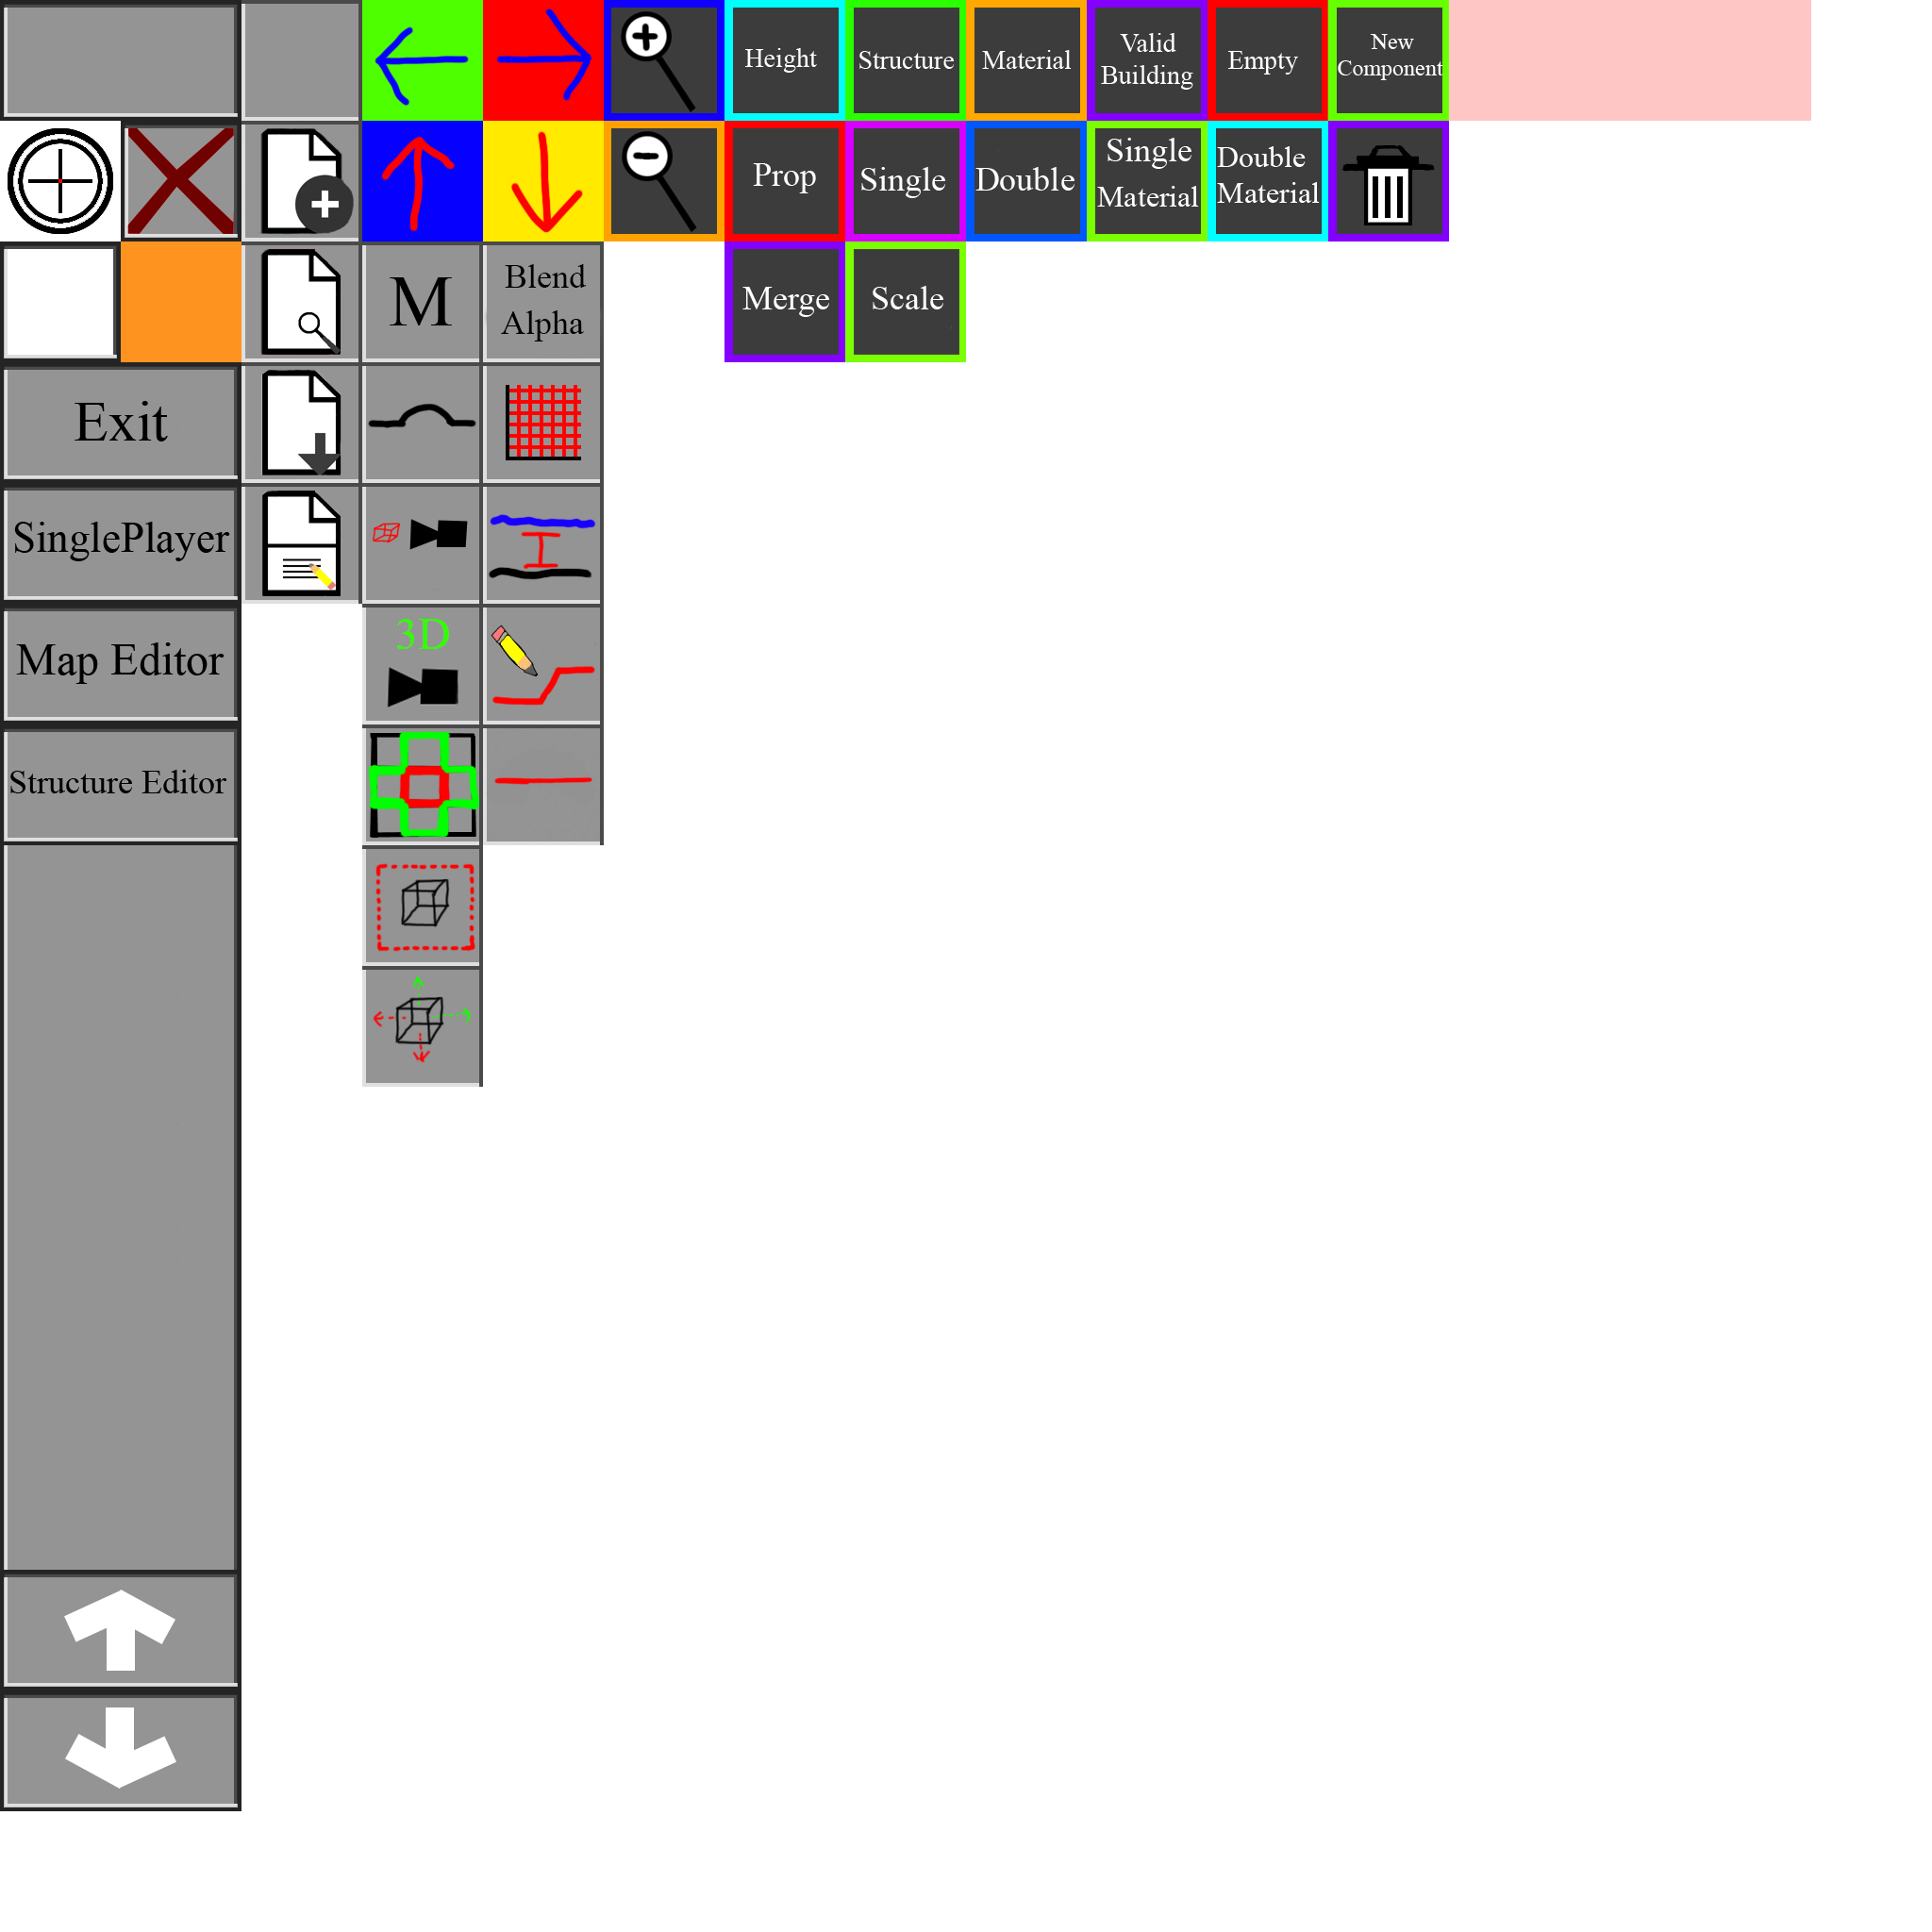 Height
Structure
Material
Valid
Building
Empty
New
Component
Prop
Single
Double
Single
Material
Double
Material
M
Blend
Alpha
Merge
Scale
Exit
SinglePlayer
Map Editor
3D
Structure Editor